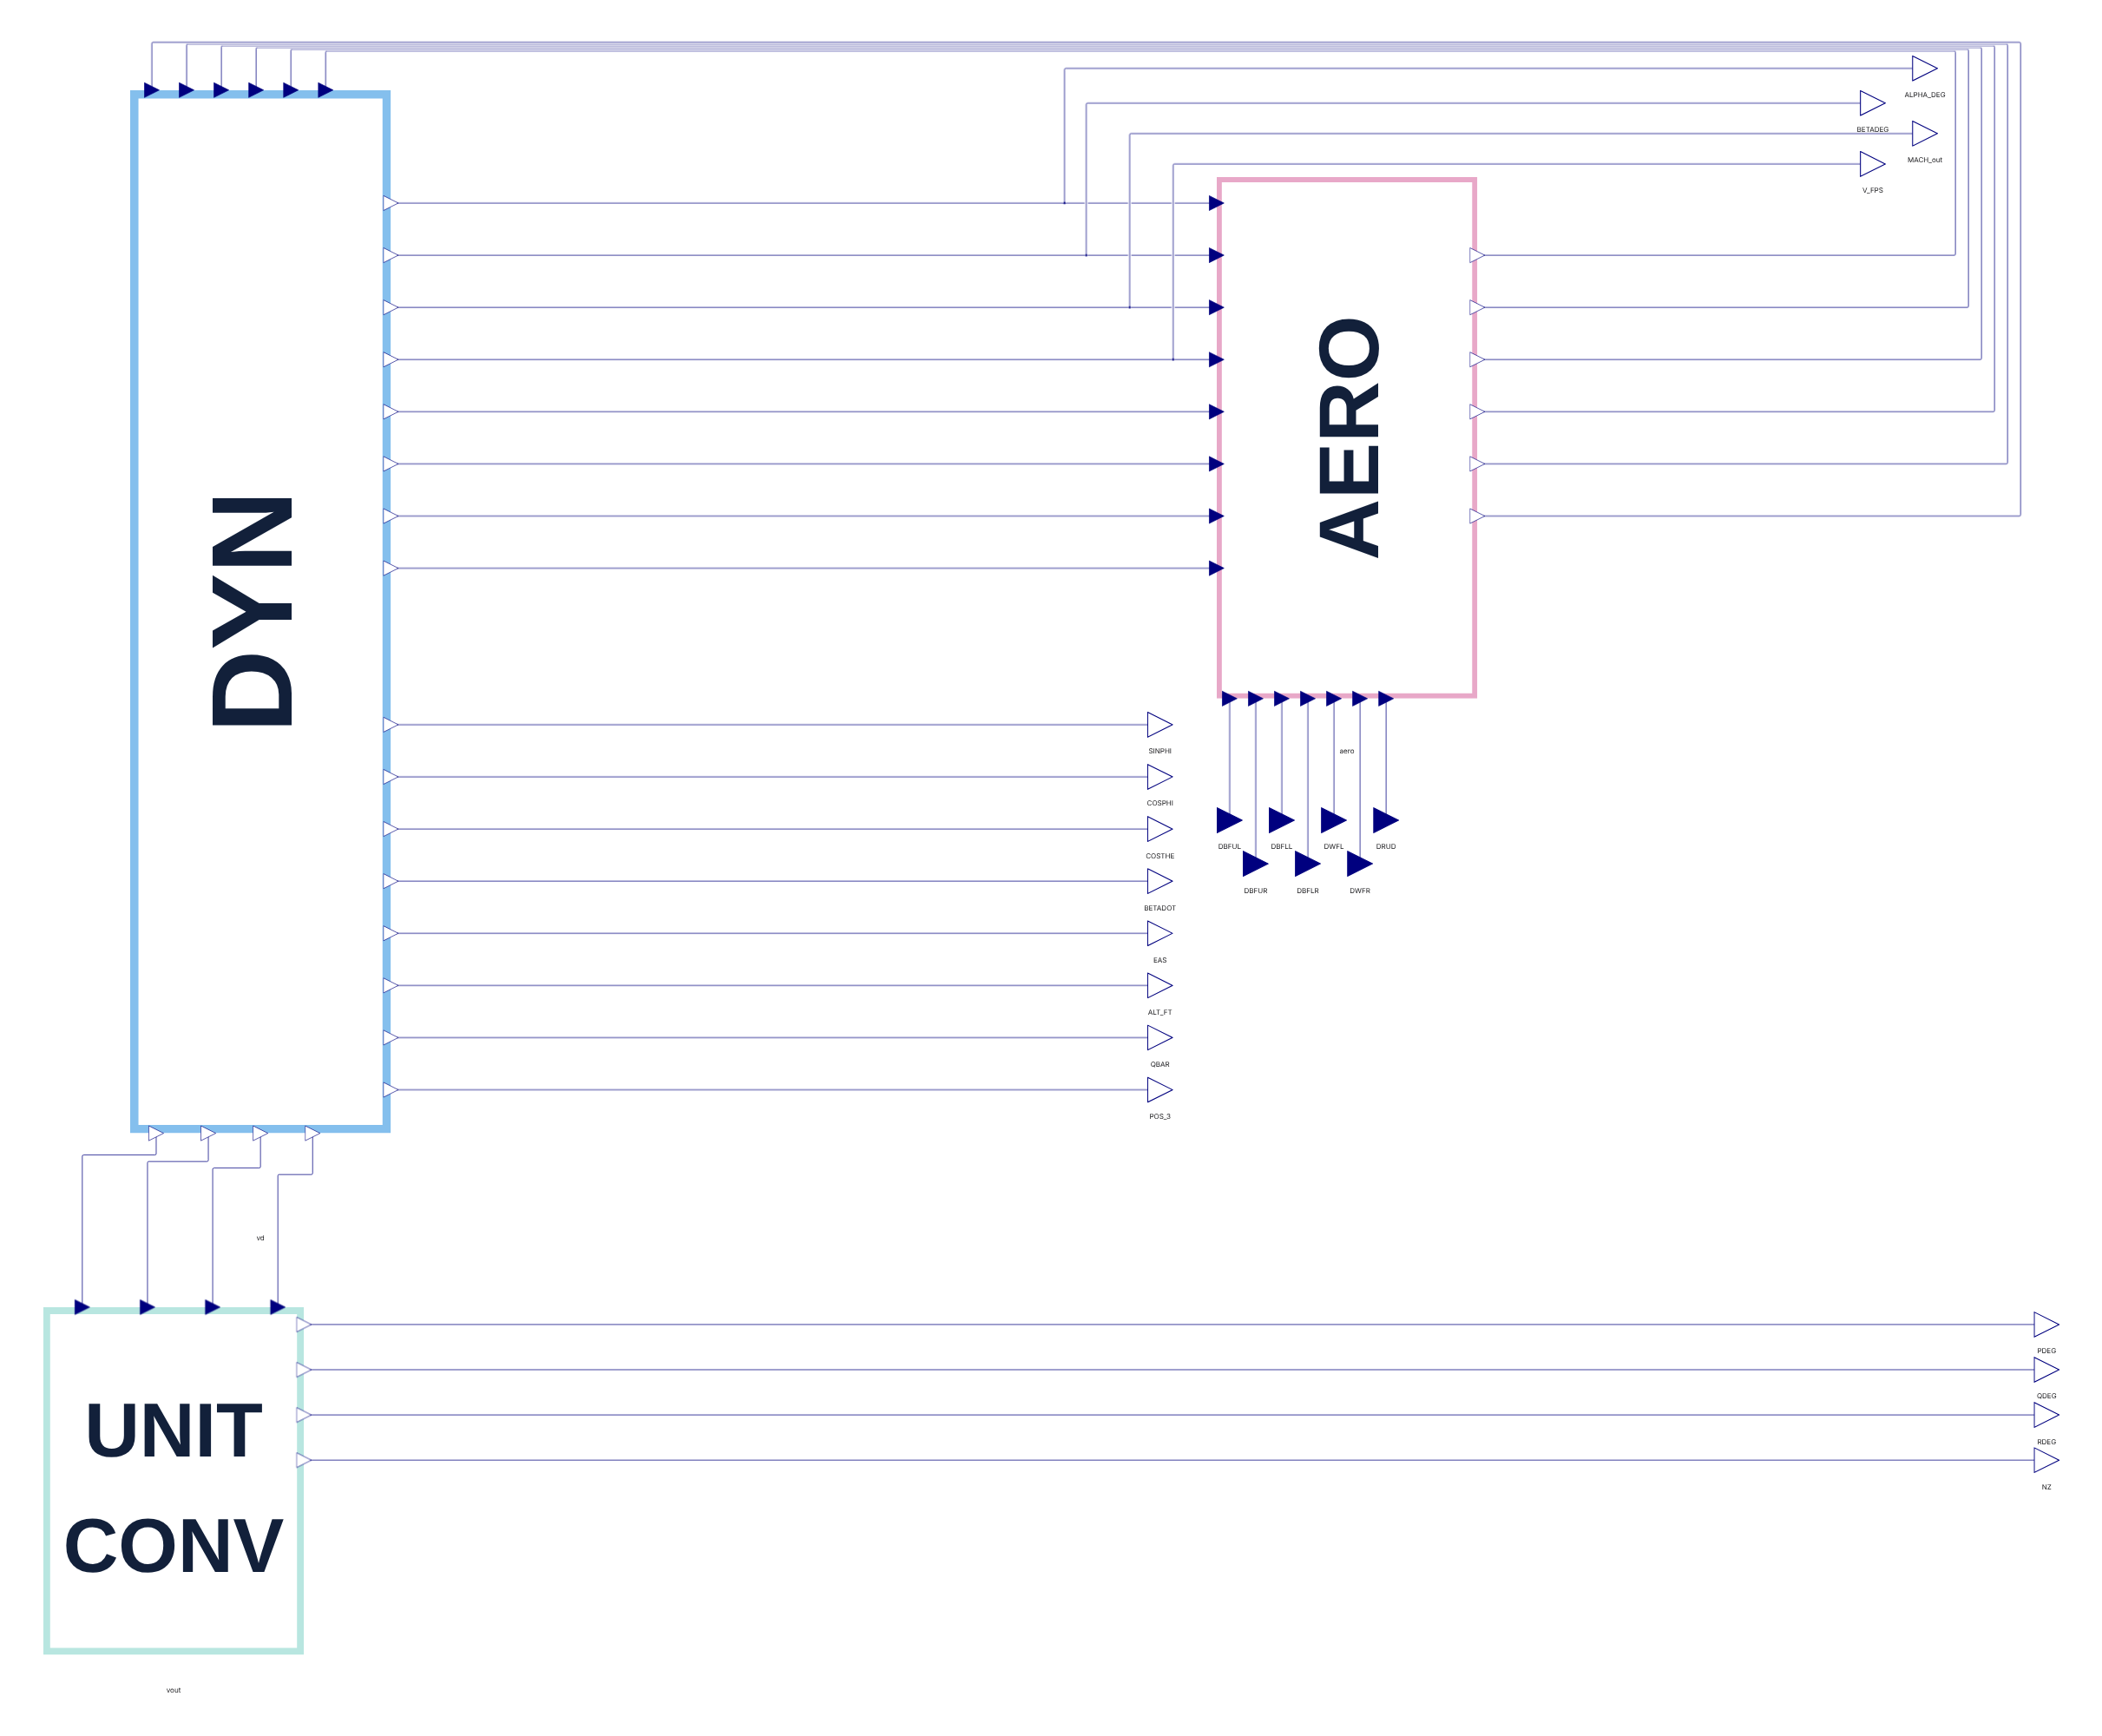 ALPHA_DEG
BETADEG
MACH_out
V_FPS
DYN
AERO
SINPHI
aero
COSPHI
DBFUL
DBFLL
DWFL
DRUD
COSTHE
DBFUR
DBFLR
DWFR
BETADOT
EAS
ALT_FT
QBAR
POS_3
vd
PDEG
QDEG
RDEG
NZ
UNIT
CONV
vout